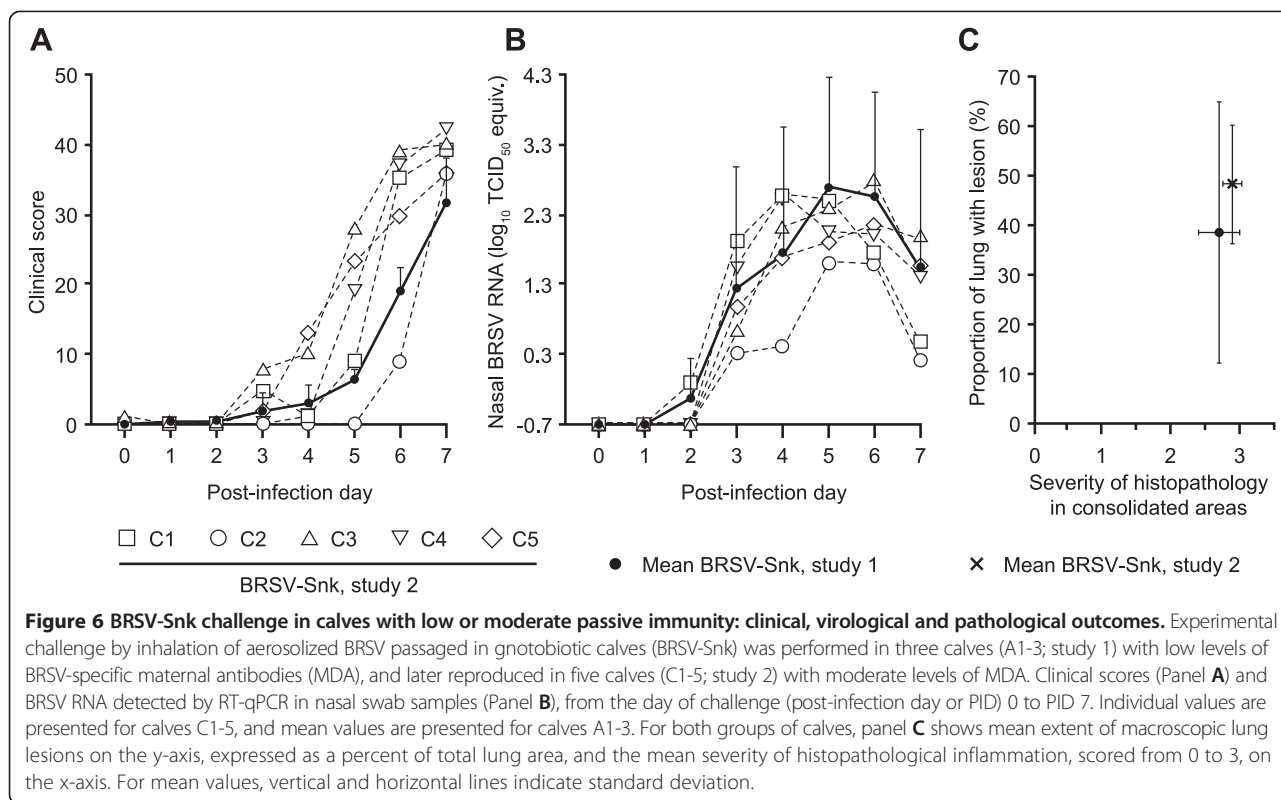 A
50
40
30
20
10
0
Clinical score
0 1 2 3 4 5 6 7
Post-infection day
B
4.3
3.3
2.3
1.3
0.3
-0.7
Nasal BRSV RNA (log10 TCID50 equiv.)
0 1 2 3 4 5 6 7
Post-infection day
C
70
60
50
40
30
20
10
0
Proportion of lung with lesion (%)
0 1 2 3
Severity of histopathology
in consolidated areas
C1 C2 C3 C4 C5
BRSV-Snk, study 2
Mean BRSV-Snk, study 1
Mean BRSV-Snk, study 2
Figure 6 BRSV-Snk challenge in calves with low or moderate passive immunity: clinical, virological and pathological outcomes. Experimental
challenge by inhalation of aerosolized BRSV passaged in gnotobiotic calves (BRSV-Snk) was performed in three calves (A1-3; study 1) with low levels of
BRSV-specific maternal antibodies (MDA), and later reproduced in five calves (C1-5; study 2) with moderate levels of MDA. Clinical scores (Panel A) and
BRSV RNA detected by RT-qPCR in nasal swab samples (Panel B), from the day of challenge (post-infection day or PID) 0 to PID 7. Individual values are
presented for calves C1-5, and mean values are presented for calves A1-3. For both groups of calves, panel C shows mean extent of macroscopic lung
lesions on the y-axis, expressed as a percent of total lung area, and the mean severity of histopathological inflammation, scored from 0 to 3, on
the x-axis. For mean values, vertical and horizontal lines indicate standard deviation.